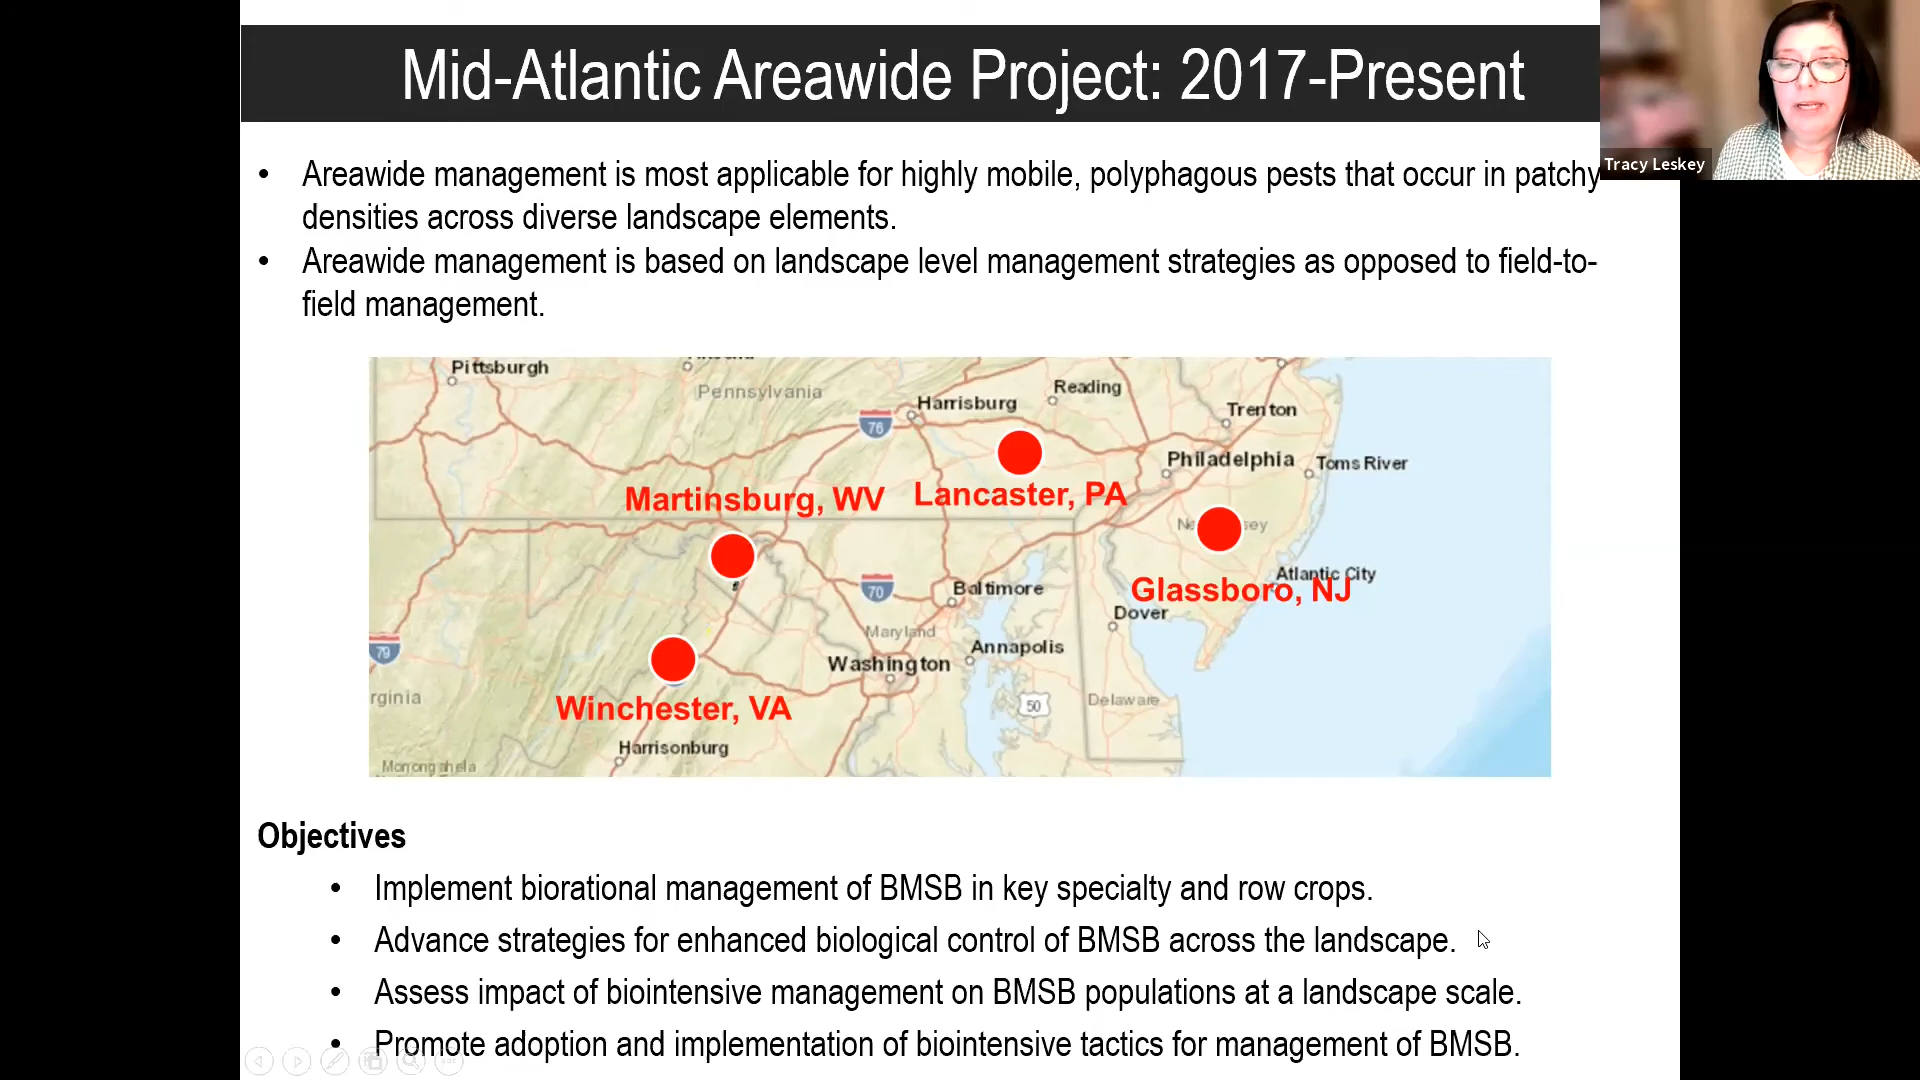 Mid-Atlantic Areawide Project: 2017-Present
Tracy Leskey
• Areawide management is most applicable for highly mobile, polyphagous pests that occur in patchy
densities across diverse landscape elements.
• Areawide management is based on landscape level management strategies as opposed to field-to-
field management.
Pittsburgh
Pennsylvania
Reading
Harrisburg
Trenton
76
Philadelphia
Toms River
Martinsburg, WV
Lancaster, PA
Atlantic City
70
Baltimore
Glassboro, NJ
Dover
Maryland
79
Annapolis
Washington
rginia
Delaware
50
Winchester, VA
Harrisonburg
Monongahela
Objectives
• Implement biorational management of BMSB in key specialty and row crops.
• Advance strategies for enhanced biological control of BMSB across the landscape.
• Assess impact of biointensive management on BMSB populations at a landscape scale.
• Promote adoption and implementation of biointensive tactics for management of BMSB.